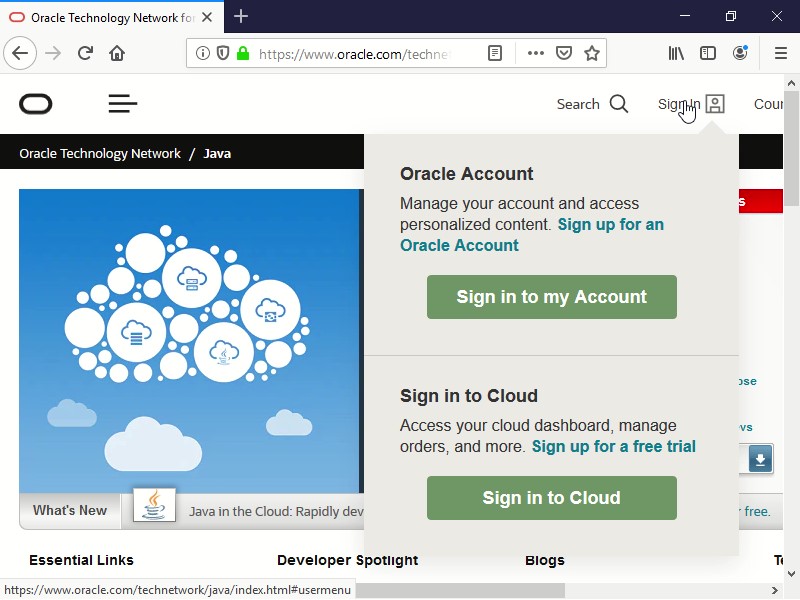 Oracle Technology Network for
https://www.oracle.com/techne
Search
Sign In
Cour
Oracle Technology Network / Java
Oracle Account
Manage your account and access
personalized content. Sign up for an
Oracle Account
Sign in to my Account
Sign in to Cloud
Access your cloud dashboard, manage
orders, and more. Sign up for a free trial
Sign in to Cloud
s
ose
vs
What's New
Java in the Cloud: Rapidly dev
r free.
Essential Links
Developer Spotlight
Blogs
Te
https://www.oracle.com/technetwork/java/index.html#usermenu